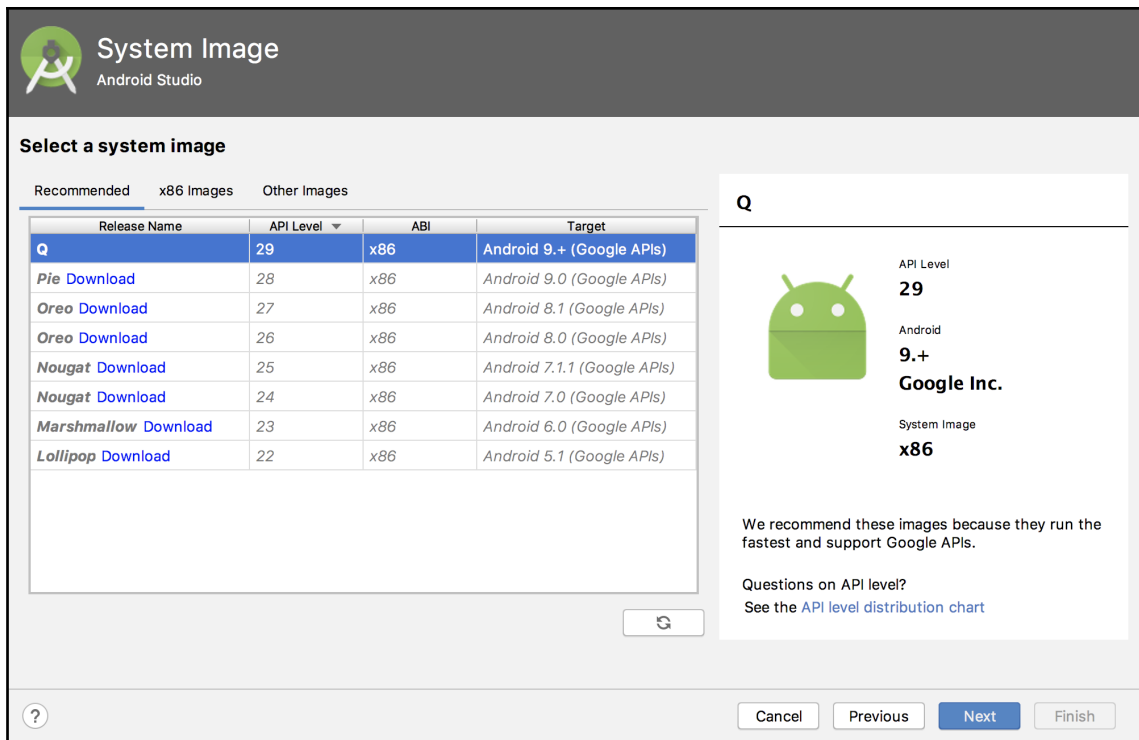 System Image
Android Studio
Select a system image
Recommended x86 Images Other Images
Release Name API Level ABI Target
Q 29 x86 Android 9.+ (Google APIs)
Pie Download 28 x86 Android 9.0 (Google APIs)
Oreo Download 27 x86 Android 8.1 (Google APIs)
Oreo Download 26 x86 Android 8.0 (Google APIs)
Nougat Download 25 x86 Android 7.1.1 (Google APIs)
Nougat Download 24 x86 Android 7.0 (Google APIs)
Marshmallow Download 23 x86 Android 6.0 (Google APIs)
Lollipop Download 22 x86 Android 5.1 (Google APIs)
Q
API Level
29
Android
9.+
Google Inc.
System Image
x86
We recommend these images because they run the
fastest and support Google APIs.
Questions on API level?
See the API level distribution chart
? Cancel Previous Next Finish